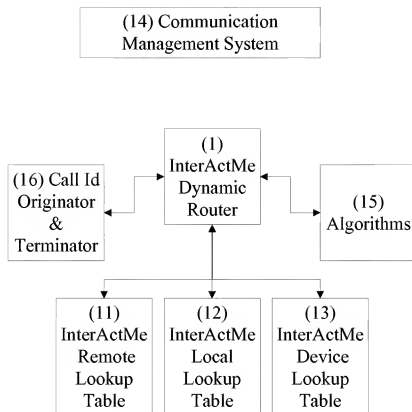 (14) Communication
Management System
(1)
InterActMe
Dynamic
Router
(16) Call Id
Originator
&
Terminator
(15)
Algorithms
(11)
InterActMe
Remote
Lookup
Table
(12)
InterActMe
Local
Lookup
Table
(13)
InterActMe
Device
Lookup
Table